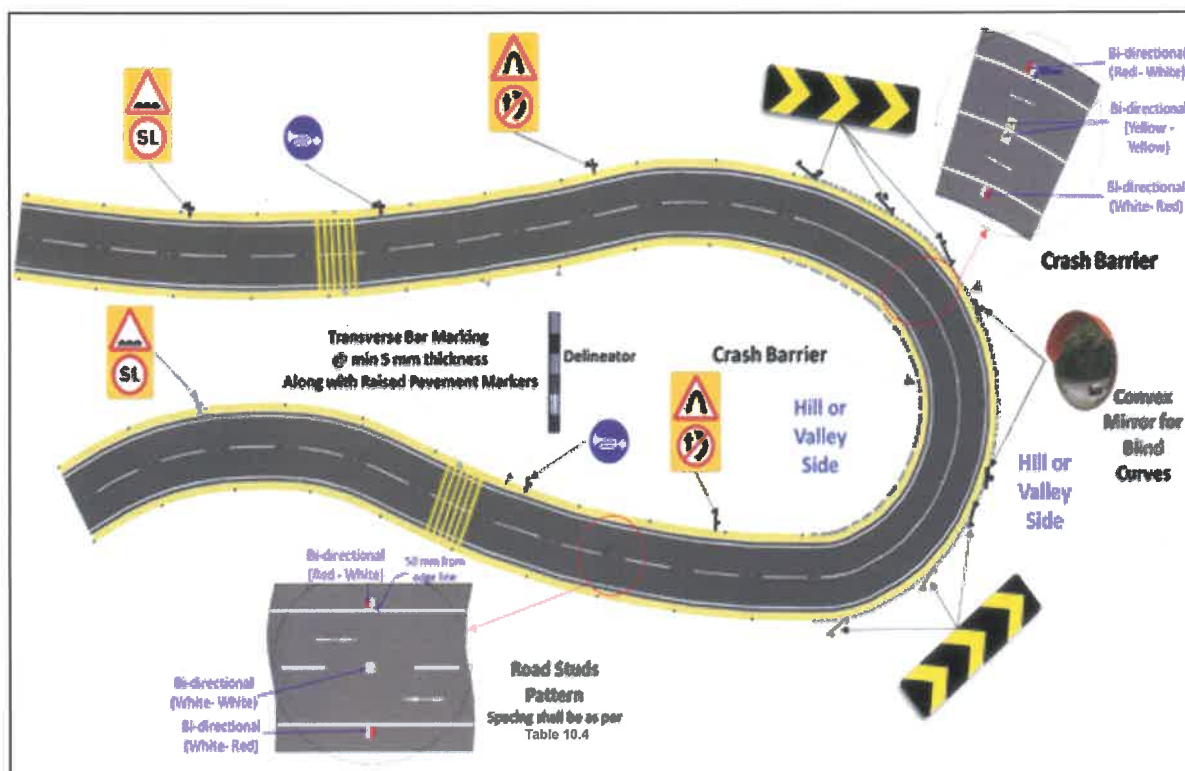 SL
Bi-directional
(Red - White)
Bi-directional
(Yellow -
Yellow)
Bi-directional
(White- Red)
Crash Barrier
SL
Transverse Bar Marking
@ min 5 mm thickness
Along with Raised Pavement Markers
Delineator
Crash Barrier
Hill or
Valley
Side
Convex
Mirror for
Blind
Curves
Hill or
Valley
Side
Bi-directional
(Red - White)
50 mm from
edge line
Bi-directional
(White- White)
Bi-directional
(White- Red)
Road Studs
Pattern
Spacing shall be as per
Table 10.4